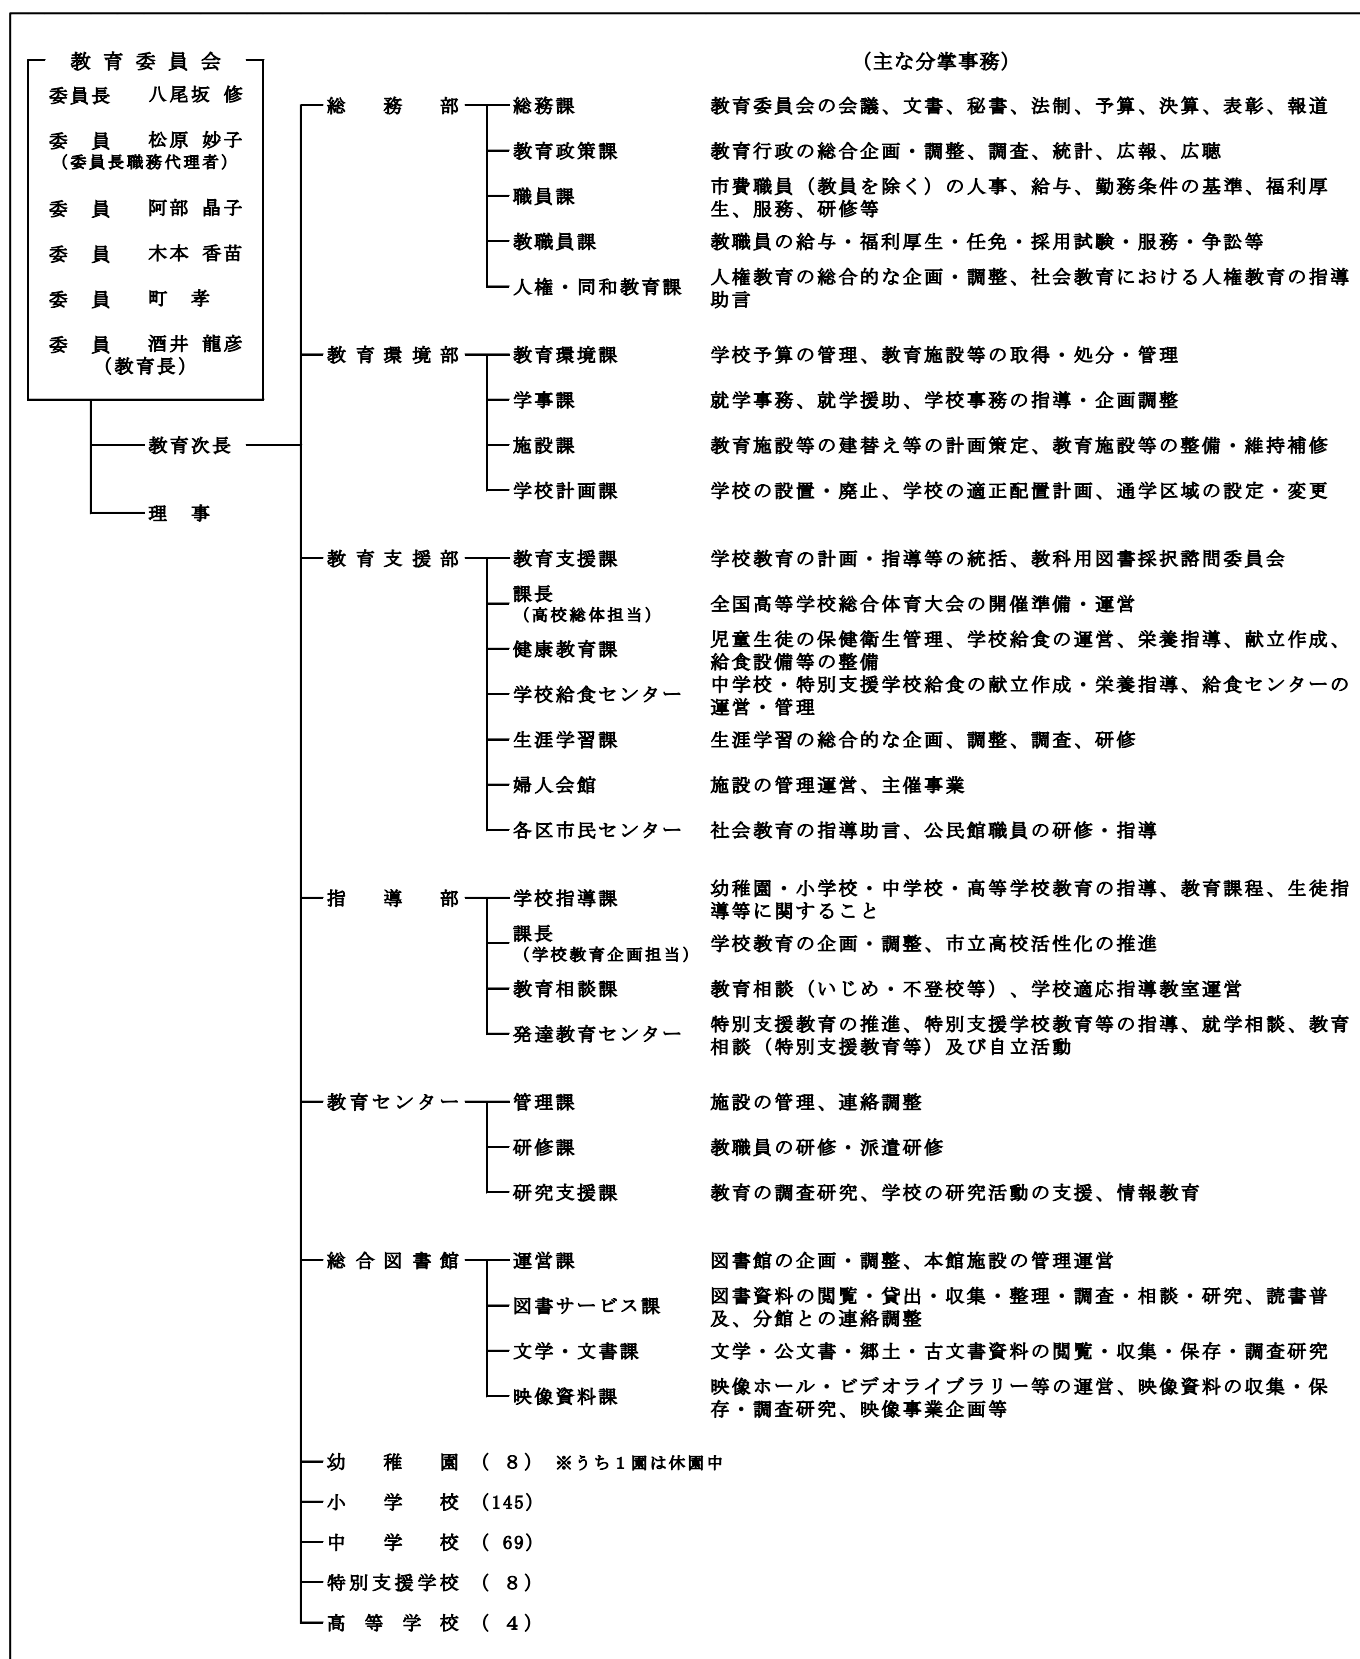 教育委員会
委員長 八尾坂 修
委員 松原 妙子
（委員長職務代理者）
委員 阿部 晶子
委員 木本 香苗
委員 町 孝
委員 酒井 龍彦
（教育長）
教育次長
理事
（主な分掌事務）
総務部 総務課 教育委員会の会議、文書、秘書、法制、予算、決算、表彰、報道
教育政策課 教育行政の総合企画・調整、調査、統計、広報、広聴
職員課 市費職員（教員を除く）の人事、給与、勤務条件の基準、福利厚
生、服務、研修等
教職員課 教職員の給与・福利厚生・任免・採用試験・服務・争訟等
人権・同和教育課 人権教育の総合的な企画・調整、社会教育における人権教育の指導
助言
教育環境部 教育環境課 学校予算の管理、教育施設等の取得・処分・管理
学事課 就学事務、就学援助、学校事務の指導・企画調整
施設課 教育施設等の建替え等の計画策定、教育施設等の整備・維持補修
学校計画課 学校の設置・廃止、学校の適正配置計画、通学区域の設定・変更
教育支援部 教育支援課 学校教育の計画・指導等の統括、教科用図書採択諮問委員会
課長
（高校総体担当） 全国高等学校総合体育大会の開催準備・運営
健康教育課 児童生徒の保健衛生管理、学校給食の運営、栄養指導、献立作成、
給食設備等の整備
学校給食センター 中学校・特別支援学校給食の献立作成・栄養指導、給食センターの
運営・管理
生涯学習課 生涯学習の総合的な企画、調整、調査、研修
婦人会館 施設の管理運営、主催事業
各区市民センター 社会教育の指導助言、公民館職員の研修・指導
指導部 学校指導課 幼稚園・小学校・中学校・高等学校教育の指導、教育課程、生徒指
導等に関すること
課長
（学校教育企画担当） 学校教育の企画・調整、市立高校活性化の推進
教育相談課 教育相談（いじめ・不登校等）、学校適応指導教室運営
発達教育センター 特別支援教育の推進、特別支援学校教育等の指導、就学相談、教育
相談（特別支援教育等）及び自立活動
教育センター 管理課 施設の管理、連絡調整
研修課 教職員の研修・派遣研修
研究支援課 教育の調査研究、学校の研究活動の支援、情報教育
総合図書館 運営課 図書館の企画・調整、本館施設の管理運営
図書サービス課 図書資料の閲覧・貸出・収集・整理・調査・相談・研究、読書普
及、分館との連絡調整
文学・文書課 文学・公文書・郷土・古文書資料の閲覧・収集・保存・調査研究
映像資料課 映像ホール・ビデオライブラリー等の運営、映像資料の収集・保
存・調査研究、映像事業企画等
幼稚園 （ 8） ※うち１園は休園中
小学校 （145）
中学校 （ 69）
特別支援学校 （ 8）
高等学校 （ 4）